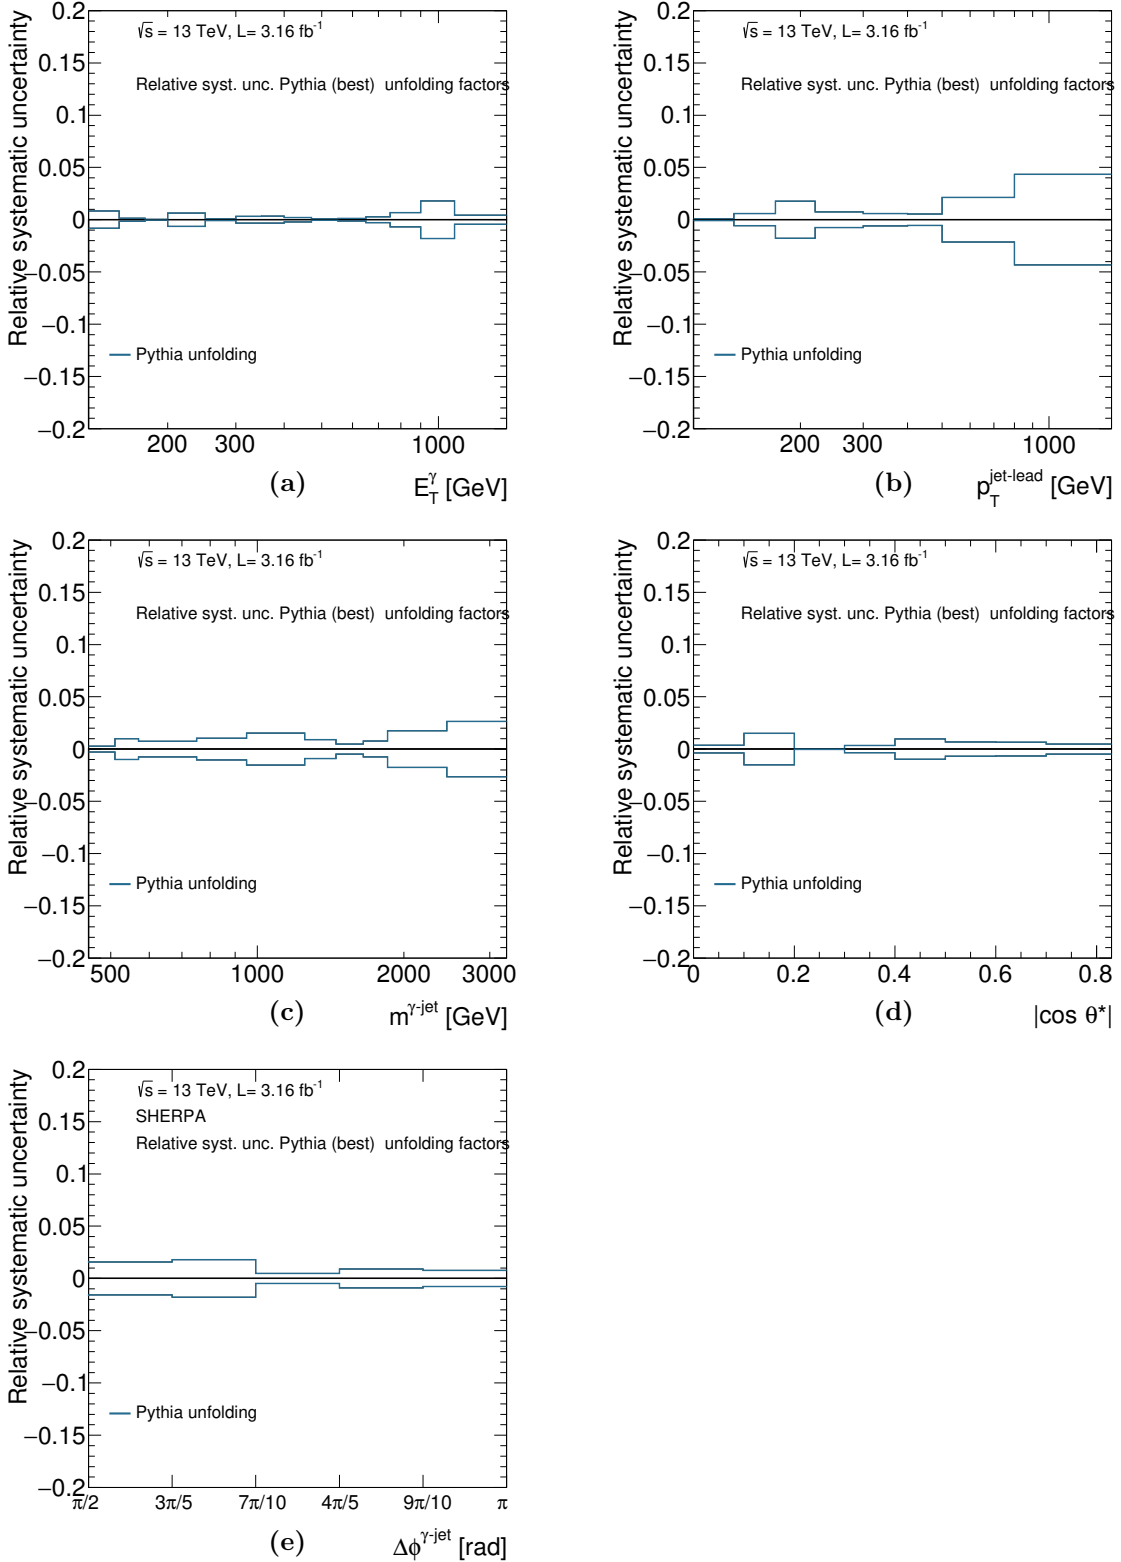 Relative systematic uncertainty
0.2
0.15
0.1
0.05
0
−0.05
−0.1
−0.15
−0.2
√s = 13 TeV, L= 3.16 fb-1
Relative syst. unc. Pythia (best) unfolding factors
Pythia unfolding
200 300 1000
(a) E_T^γ [GeV]
Relative systematic uncertainty
0.2
0.15
0.1
0.05
0
−0.05
−0.1
−0.15
−0.2
√s = 13 TeV, L= 3.16 fb-1
Relative syst. unc. Pythia (best) unfolding factors
Pythia unfolding
200 300 1000
(b) p_T^jet-lead [GeV]
Relative systematic uncertainty
0.2
0.15
0.1
0.05
0
−0.05
−0.1
−0.15
−0.2
√s = 13 TeV, L= 3.16 fb-1
Relative syst. unc. Pythia (best) unfolding factors
Pythia unfolding
500 1000 2000 3000
(c) m^γ-jet [GeV]
Relative systematic uncertainty
0.2
0.15
0.1
0.05
0
−0.05
−0.1
−0.15
−0.2
√s = 13 TeV, L= 3.16 fb-1
Relative syst. unc. Pythia (best) unfolding factors
Pythia unfolding
0 0.2 0.4 0.6 0.8
(d) |cos θ*|
Relative systematic uncertainty
0.2
0.15
0.1
0.05
0
−0.05
−0.1
−0.15
−0.2
√s = 13 TeV, L= 3.16 fb-1
SHERPA
Relative syst. unc. Pythia (best) unfolding factors
Pythia unfolding
π/2 3π/5 7π/10 4π/5 9π/10 π
(e) Δϕ^γ-jet [rad]